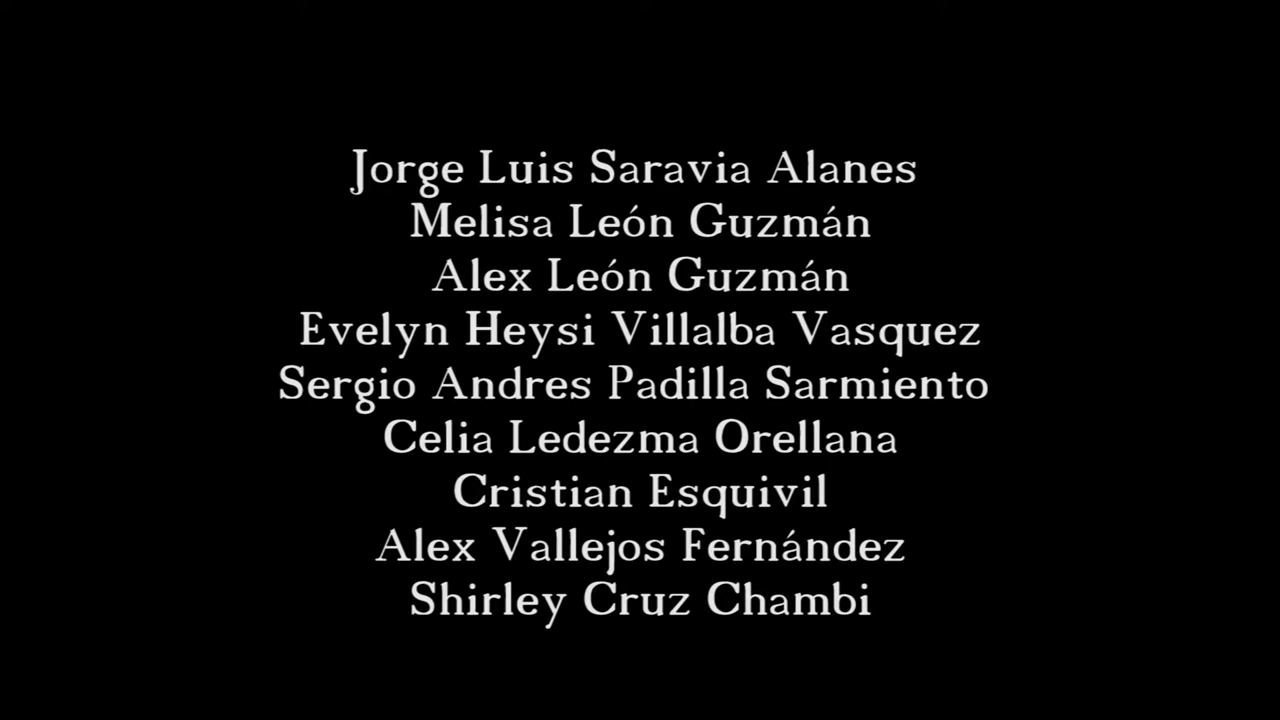 Jorge Luis Saravia Alanes
Melisa León Guzmán
Alex León Guzmán
Evelyn Heysi Villalba Vasquez
Sergio Andres Padilla Sarmiento
Celia Ledezma Orellana
Cristian Esquivil
Alex Vallejos Fernández
Shirley Cruz Chambi